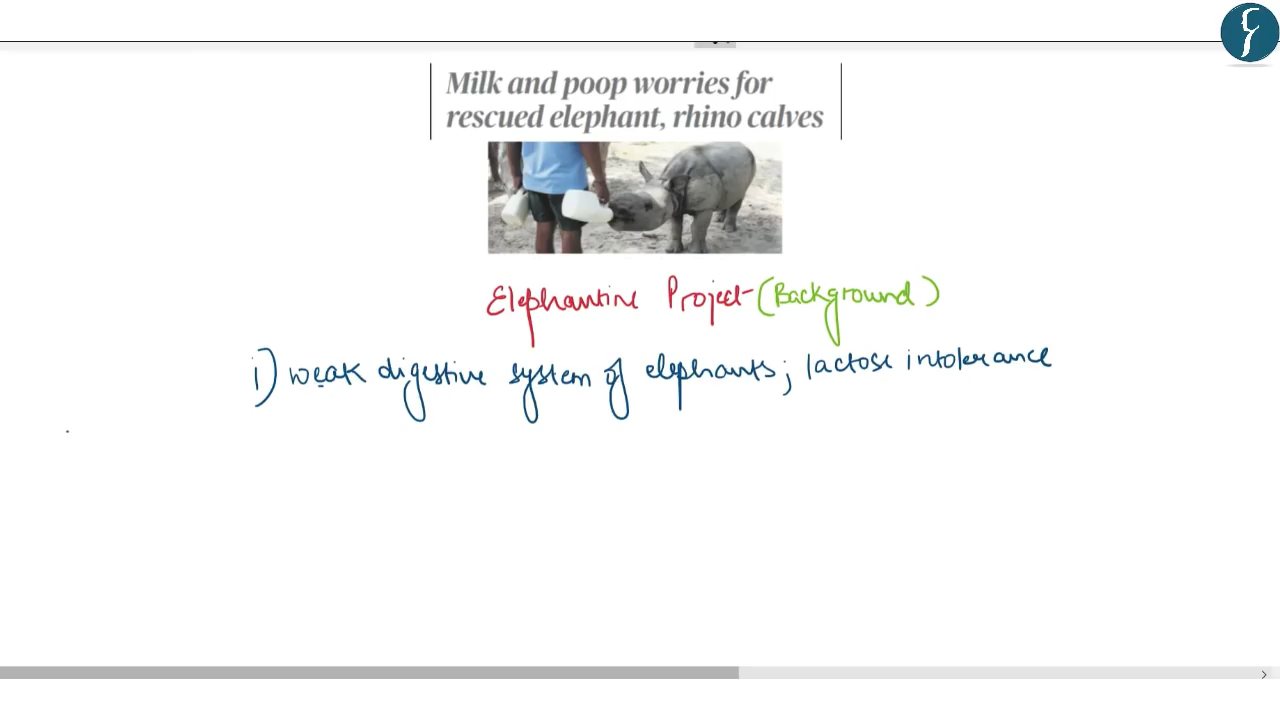 Milk and poop worries for
rescued elephant, rhino calves
Elephantine Project - (Background)
i) weak digestive system of elephants; lactose intolerance